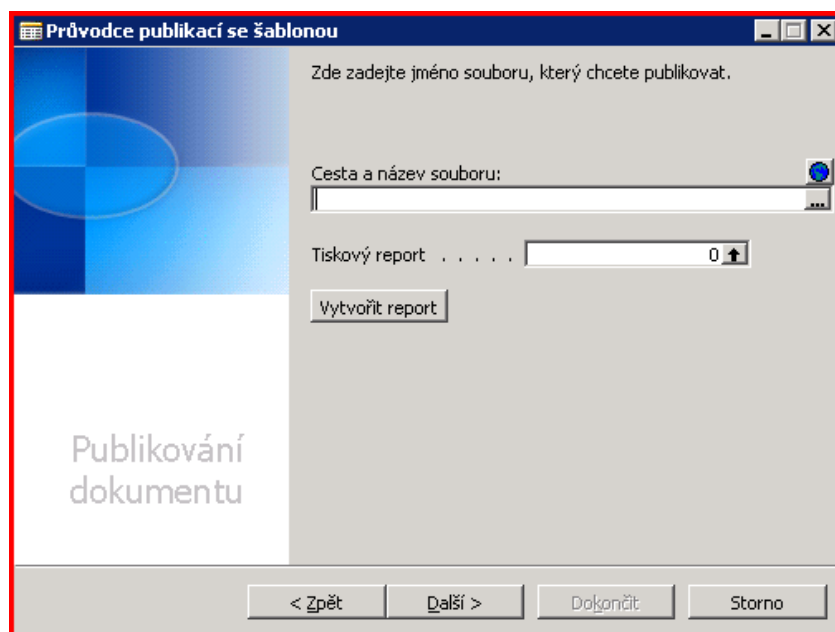 Průvodce publikací se šablonou
Zde zadejte jméno souboru, který chcete publikovat.
Cesta a název souboru:
...
Tiskový report . . . . . 0
Vytvořit report
Publikování
dokumentu
< Zpět Další > Dokončit Storno